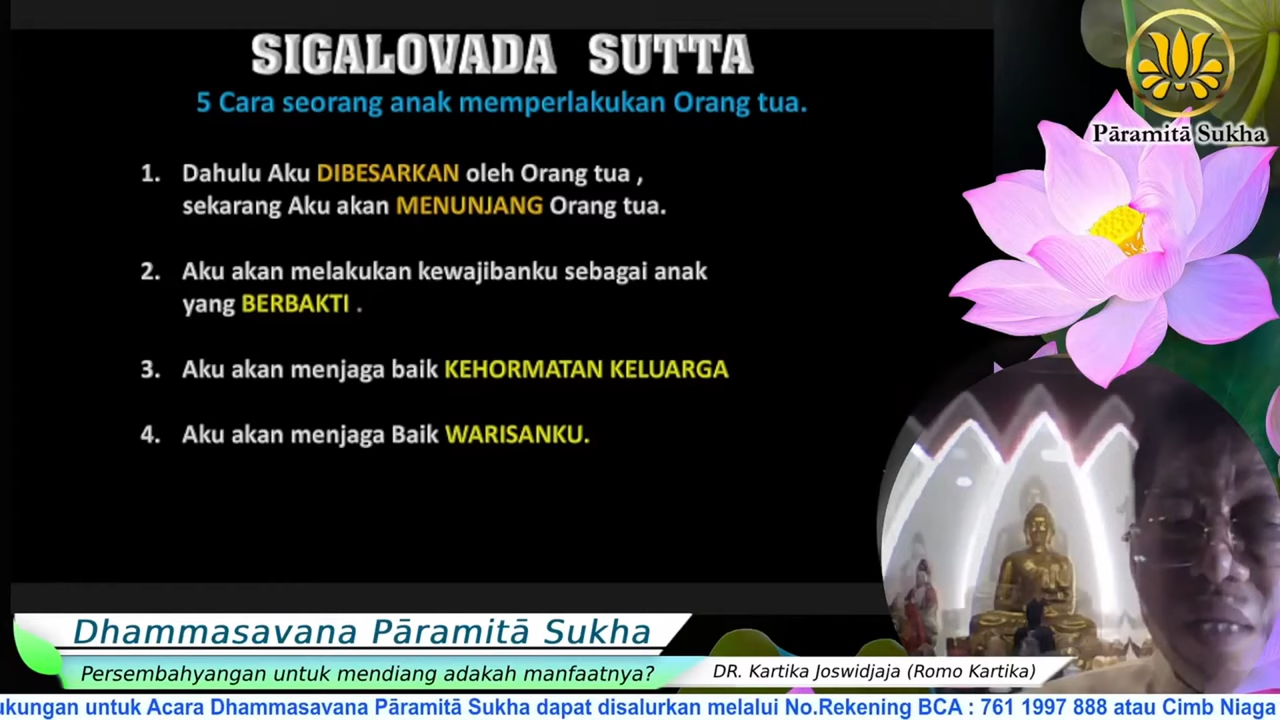 SIGALOVADA SUTTA
5 Cara seorang anak memperlakukan Orang tua.
1. Dahulu Aku DIBESARKAN oleh Orang tua ,
sekarang Aku akan MENUNJANG Orang tua.
2. Aku akan melakukan kewajibanku sebagai anak
yang BERBAKTI .
3. Aku akan menjaga baik KEHORMATAN KELUARGA
4. Aku akan menjaga Baik WARISANKU.
Pāramitā Sukha
Dhammasavana Pāramitā Sukha
Persembahyangan untuk mendiang adakah manfaatnya?
DR. Kartika Joswidjaja (Romo Kartika)
ukungan untuk Acara Dhammasavana Pāramitā Sukha dapat disalurkan melalui No.Rekening BCA : 761 1997 888 atau Cimb Niaga